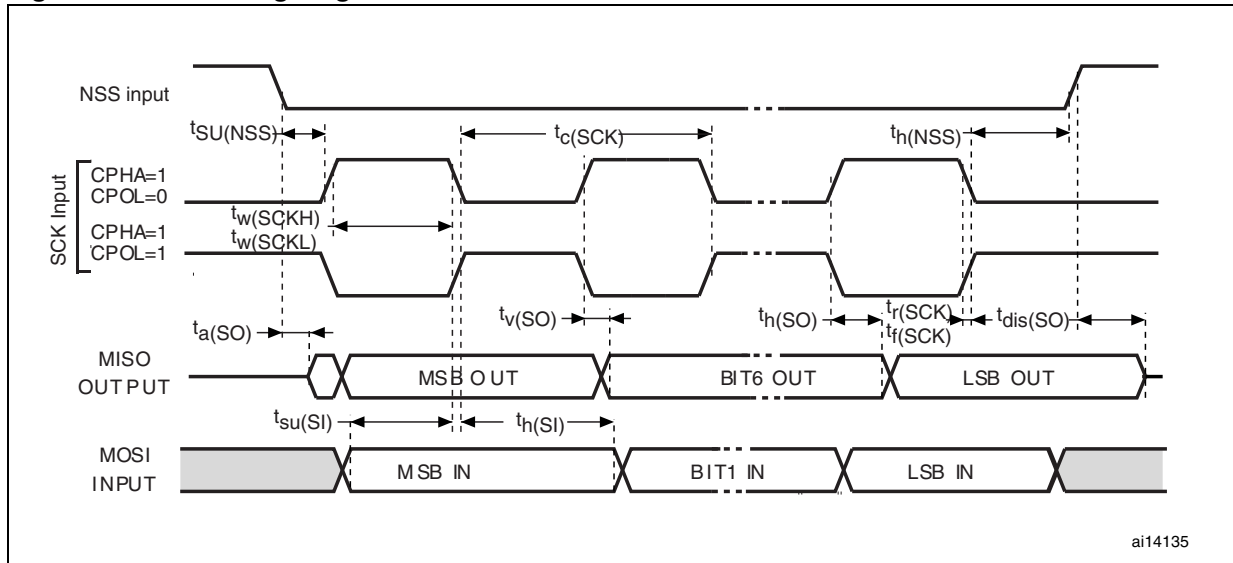 NSS input
tSU(NSS)
tc(SCK)
th(NSS)
SCK Input
CPHA=1
CPOL=0
tw(SCKH)
CPHA=1
tw(SCKL)
CPOL=1
ta(SO)
tv(SO)
th(SO)
tr(SCK)
tf(SCK)
tdis(SO)
MISO
OUTPUT
MSB OUT
BIT6 OUT
LSB OUT
tsu(SI)
th(SI)
MOSI
INPUT
MSB IN
BIT1 IN
LSB IN
ai14135